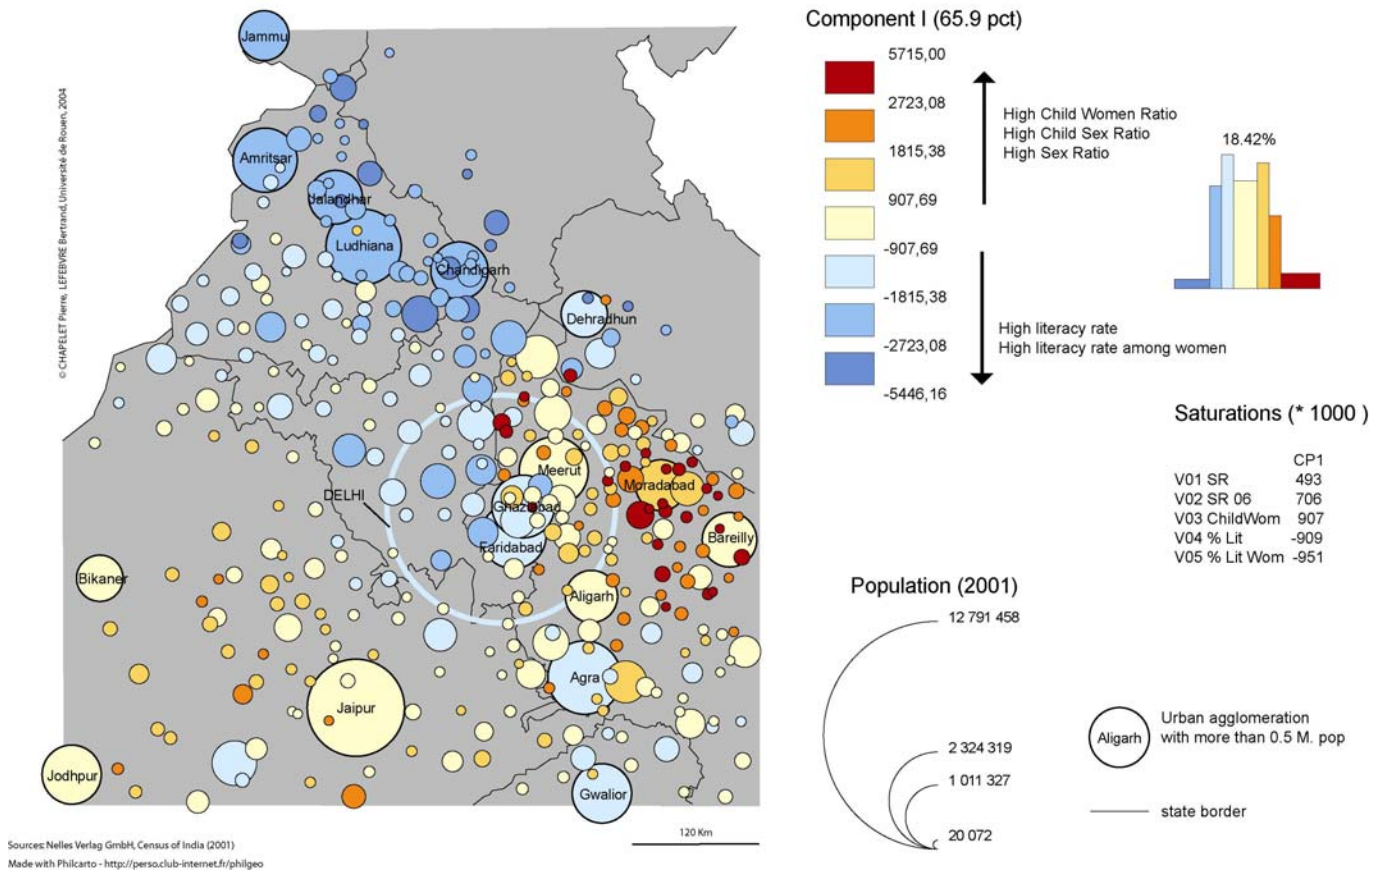 Jammu
Amritsar
Jalandhar
Ludhiana
Chandigarh
Dehradhun
Meerut
DELHI
Ghaziabad
Moradabad
Faridabad
Bareilly
Bikaner
Aligarh
Agra
Jaipur
Jodhpur
Gwalior
© CHAPELET Pierre, LEFEBVRE Bertrand, Université de Rouen, 2004
Sources: Nelles Verlag GmbH, Census of India (2001)
Made with Philcarto - http://perso.club-internet.fr/philgeo
120 Km
Component I (65.9 pct)
5715,00
2723,08
1815,38
907,69
-907,69
-1815,38
-2723,08
-5446,16
High Child Women Ratio
High Child Sex Ratio
High Sex Ratio
High literacy rate
High literacy rate among women
18.42%
Saturations (* 1000 )
CP1
V01 SR 493
V02 SR 06 706
V03 ChildWom 907
V04 % Lit -909
V05 % Lit Wom -951
Population (2001)
12 791 458
2 324 319
1 011 327
20 072
Aligarh
Urban agglomeration
with more than 0.5 M. pop
state border